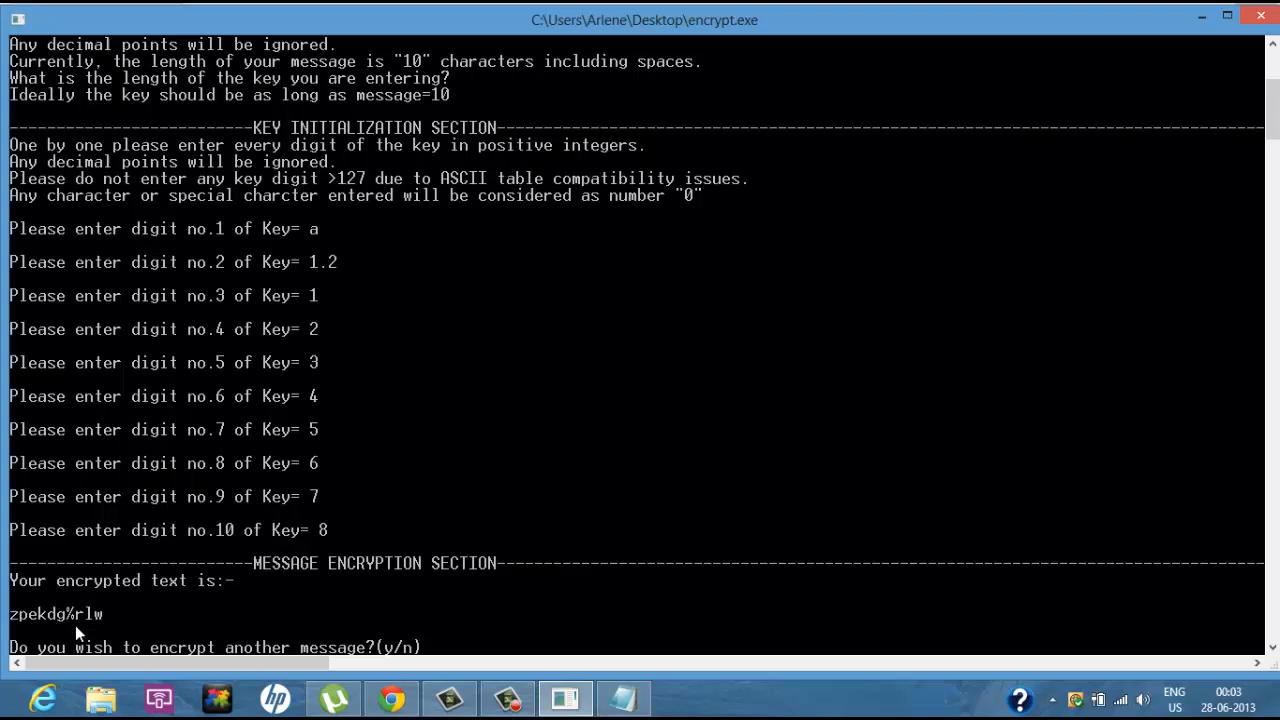 C:\Users\Arlene\Desktop\encrypt.exe
Any decimal points will be ignored.
Currently, the length of your message is "10" characters including spaces.
What is the length of the key you are entering?
Ideally the key should be as long as message=10
--------------------------KEY INITIALIZATION SECTION----------------------------------------------------------------------------------
One by one please enter every digit of the key in positive integers.
Any decimal points will be ignored.
Please do not enter any key digit >127 due to ASCII table compatibility issues.
Any character or special charcter entered will be considered as number "0"
Please enter digit no.1 of Key= a
Please enter digit no.2 of Key= 1.2
Please enter digit no.3 of Key= 1
Please enter digit no.4 of Key= 2
Please enter digit no.5 of Key= 3
Please enter digit no.6 of Key= 4
Please enter digit no.7 of Key= 5
Please enter digit no.8 of Key= 6
Please enter digit no.9 of Key= 7
Please enter digit no.10 of Key= 8
--------------------------MESSAGE ENCRYPTION SECTION----------------------------------------------------------------------------------
Your encrypted text is:-
zpekdg%rlw
Do you wish to encrypt another message?(y/n)
hp
ENG
US
00:03
28-06-2013